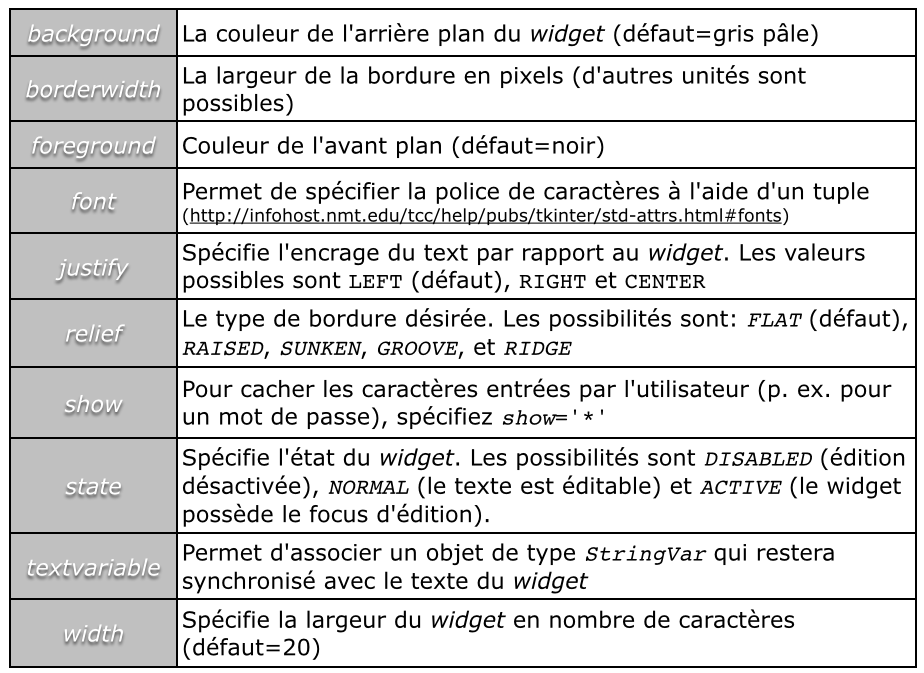 background La couleur de l'arrière plan du widget (défaut=gris pâle)
borderwidth La largeur de la bordure en pixels (d'autres unités sont
possibles)
foreground Couleur de l'avant plan (défaut=noir)
font Permet de spécifier la police de caractères à l'aide d'un tuple
(http://infohost.nmt.edu/tcc/help/pubs/tkinter/std-attrs.html#fonts)
justify Spécifie l'encrage du text par rapport au widget. Les valeurs
possibles sont LEFT (défaut), RIGHT et CENTER
relief Le type de bordure désirée. Les possibilités sont: FLAT (défaut),
RAISED, SUNKEN, GROOVE, et RIDGE
show Pour cacher les caractères entrées par l'utilisateur (p. ex. pour
un mot de passe), spécifiez show='*'
state Spécifie l'état du widget. Les possibilités sont DISABLED (édition
désactivée), NORMAL (le texte est éditable) et ACTIVE (le widget
possède le focus d'édition).
textvariable Permet d'associer un objet de type StringVar qui restera
synchronisé avec le texte du widget
width Spécifie la largeur du widget en nombre de caractères
(défaut=20)